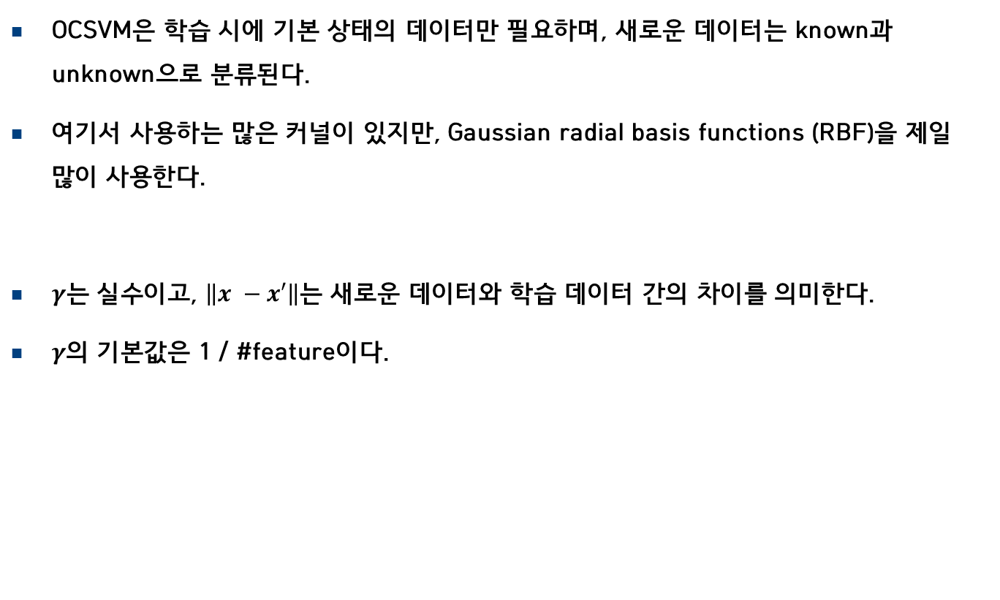 ▪ OCSVM은 학습 시에 기본 상태의 데이터만 필요하며, 새로운 데이터는 known과
unknown으로 분류된다.
▪ 여기서 사용하는 많은 커널이 있지만, Gaussian radial basis functions (RBF)을 제일
많이 사용한다.
▪ γ는 실수이고, ‖x − x′‖는 새로운 데이터와 학습 데이터 간의 차이를 의미한다.
▪ γ의 기본값은 1 / #feature이다.